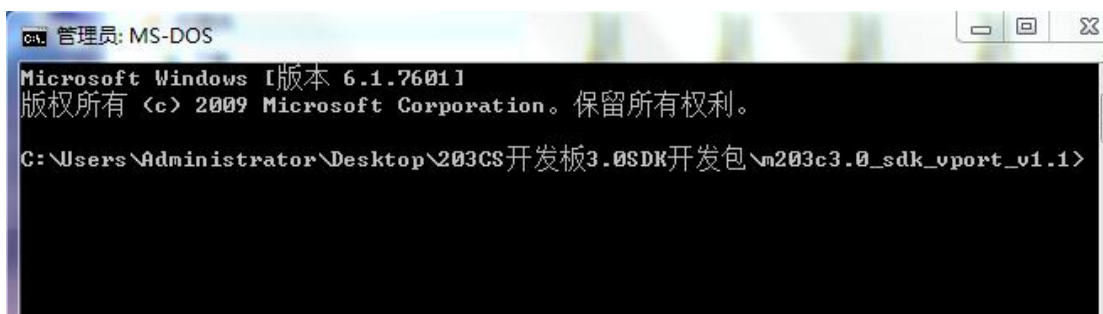 管理员: MS-DOS
Microsoft Windows [版本 6.1.7601]
版权所有 (c) 2009 Microsoft Corporation。保留所有权利。
C:\Users\Administrator\Desktop\203CS开发板3.0SDK开发包\m203c3.0_sdk_vport_v1.1>